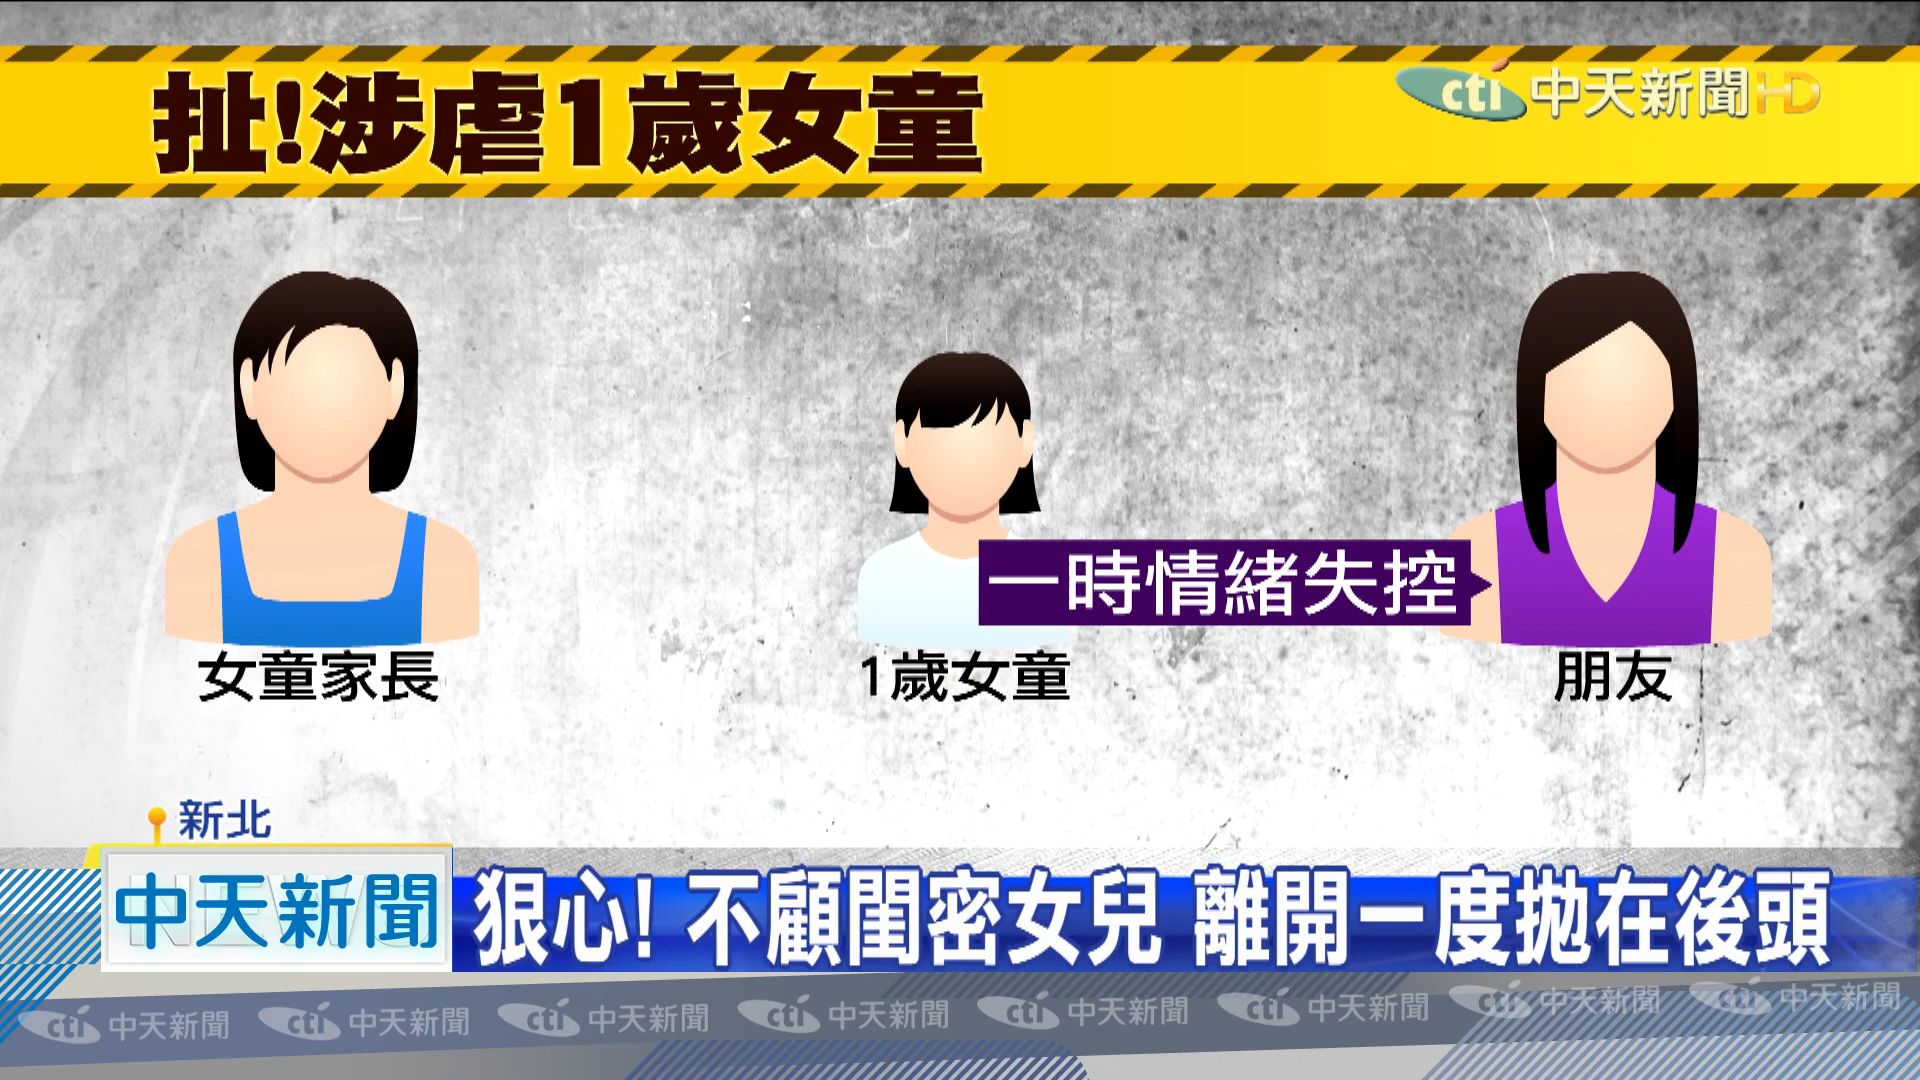 扯!涉虐1歲女童
cti 中天新聞HD
一時情緒失控
女童家長
1歲女童
朋友
新北
中天新聞
狠心! 不顧閨密女兒 離開一度拋在後頭
cti 中天新聞 cti 中天新聞 cti 中天新聞 cti 中天新聞 cti 中天新聞 cti 中天新聞 cti 中天新聞 cti 中天新聞